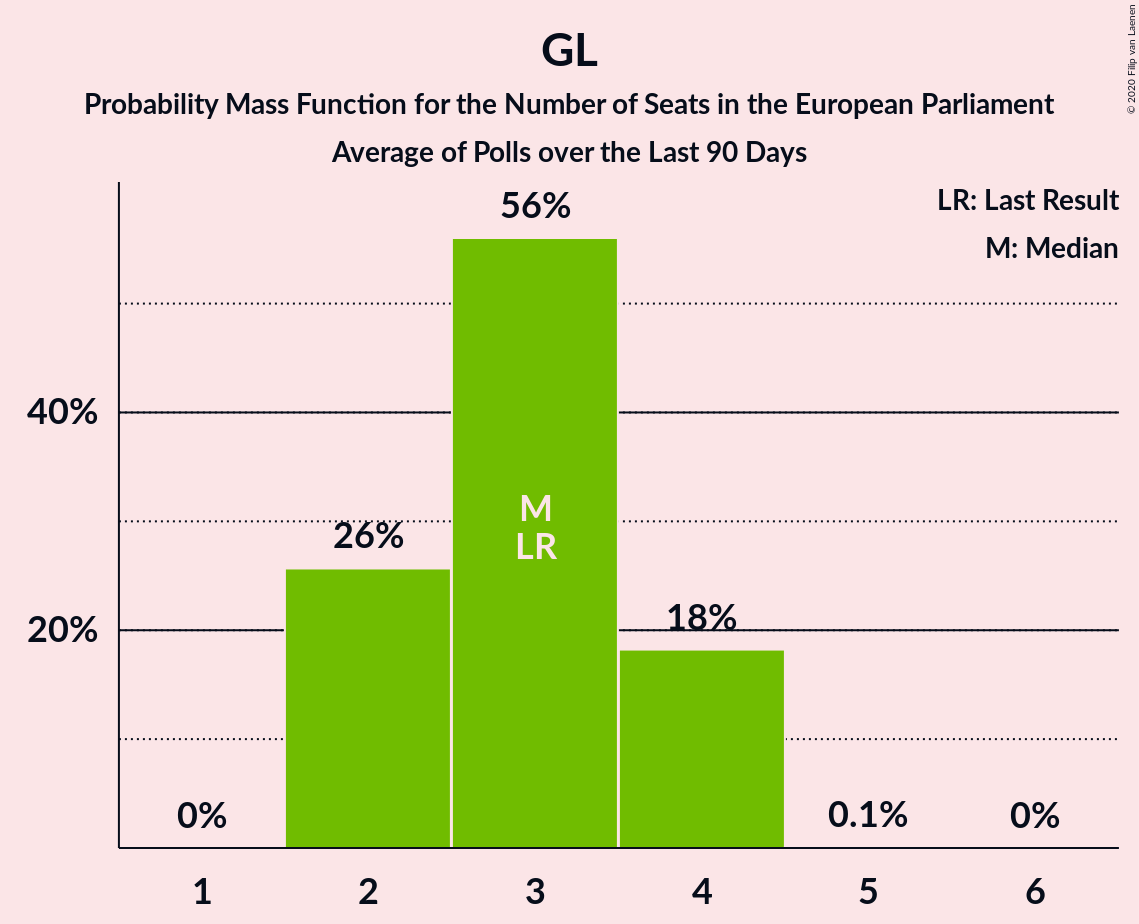 GL
Probability Mass Function for the Number of Seats in the European Parliament
Average of Polls over the Last 90 Days
© 2020 Filip van Laenen
LR: Last Result
M: Median
56%
40%
M
26%
LR
20%
18%
0%
0.1%
0%
1 2 3 4 5 6